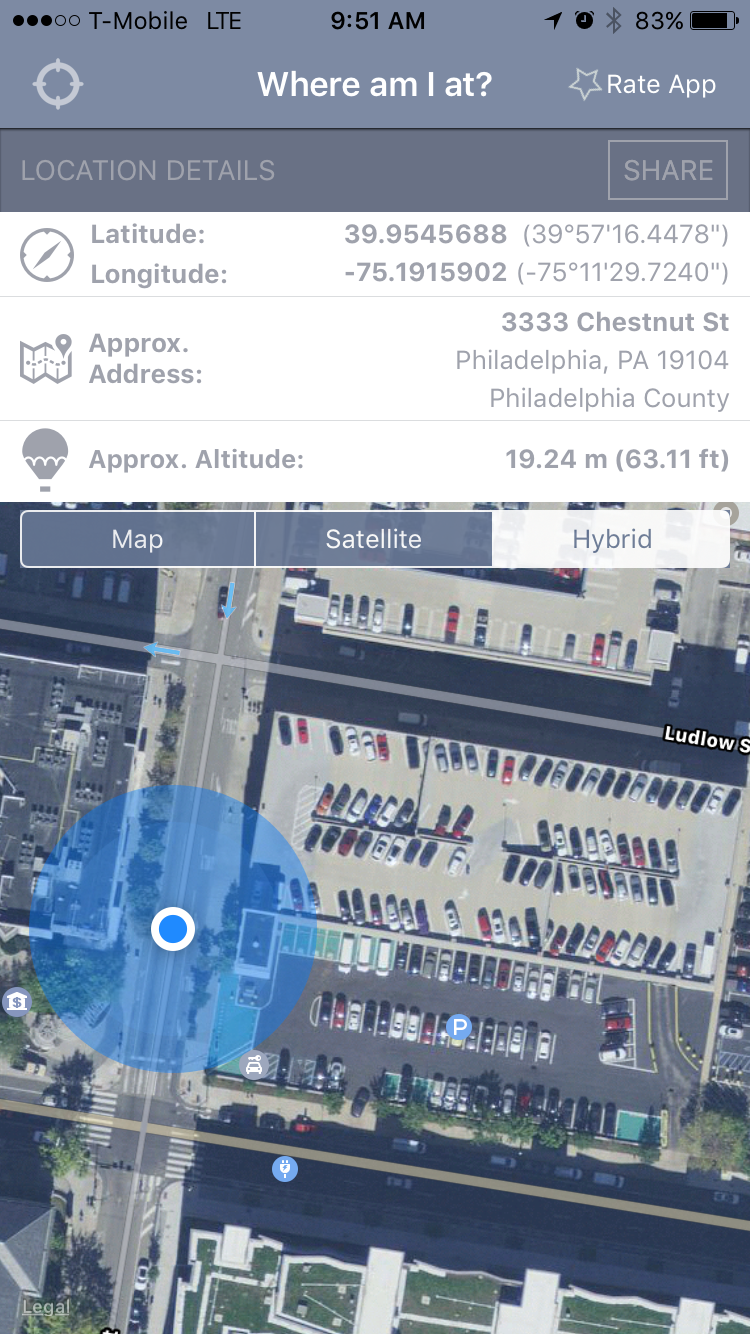 T-Mobile LTE 9:51 AM 83%
Where am I at? Rate App
LOCATION DETAILS SHARE
Latitude: 39.9545688 (39°57'16.4478")
Longitude: -75.1915902 (-75°11'29.7240")
Approx. Address: 3333 Chestnut St
Philadelphia, PA 19104
Philadelphia County
Approx. Altitude: 19.24 m (63.11 ft)
Map Satellite Hybrid
Ludlow S
$
P
Legal